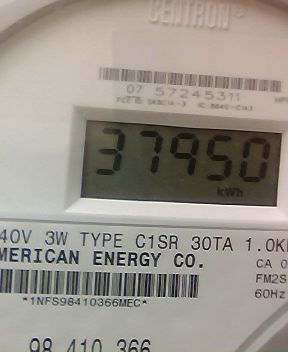 CENTRON®
07 57245311
37950
kWh
40V 3W TYPE C1SR 30TA 1.0K
MERICAN ENERGY CO.
CA 0
FM2S
*1NFS98410366MEC*
60Hz
98 410 366